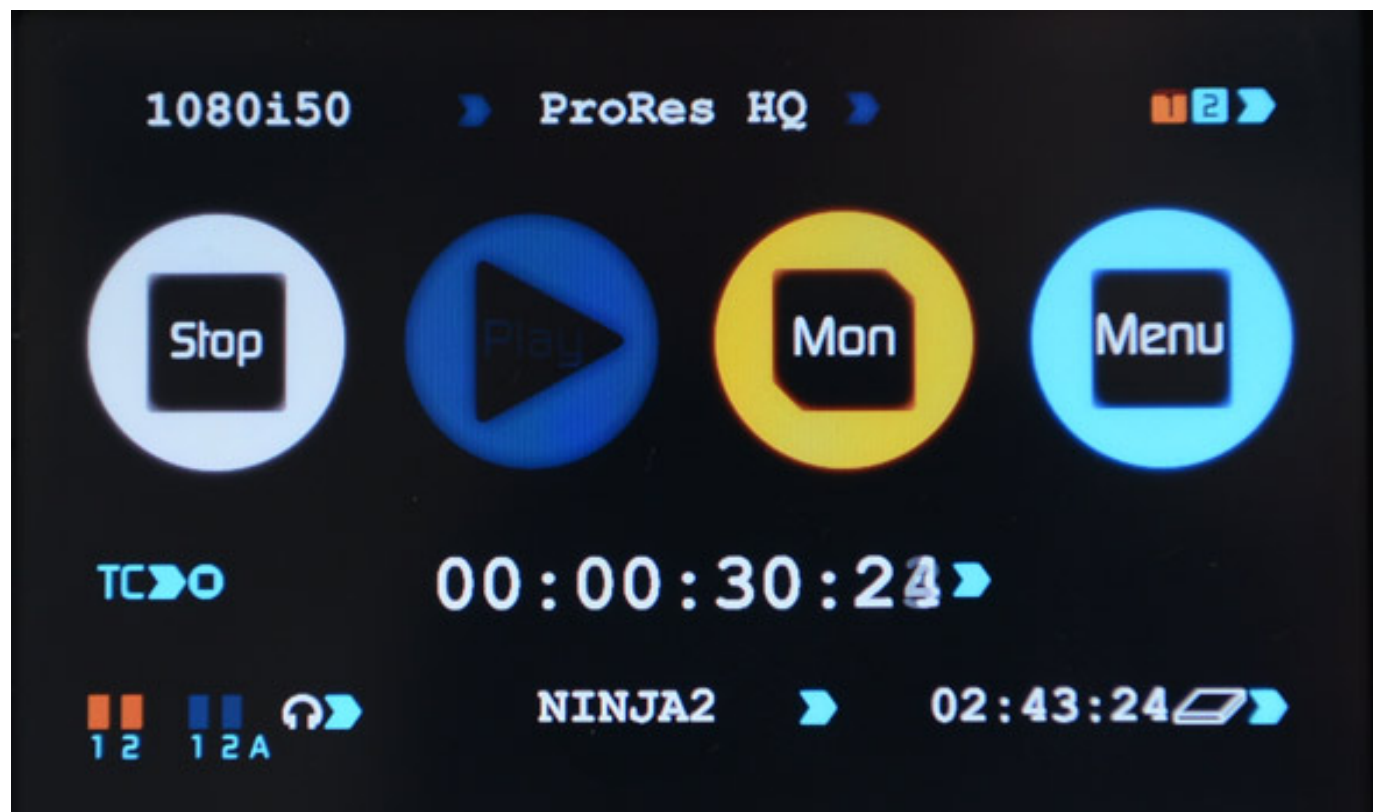 1080i50 ProRes HQ 1 2
Stop Play Mon Menu
TC 00:00:30:24
NINJA2 02:43:24
1 2 1 2 A